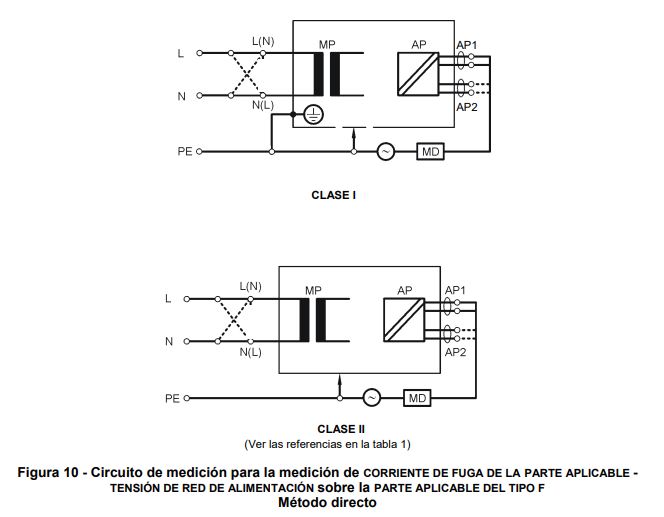 L(N) MP AP AP1
L
N
N(L) AP2
PE MD
CLASE I
L(N) MP AP AP1
L
N
N(L) AP2
PE MD
CLASE II
(Ver las referencias en la tabla 1)
Figura 10 - Circuito de medición para la medición de CORRIENTE DE FUGA DE LA PARTE APLICABLE -
TENSIÓN DE RED DE ALIMENTACIÓN sobre la PARTE APLICABLE DEL TIPO F
Método directo